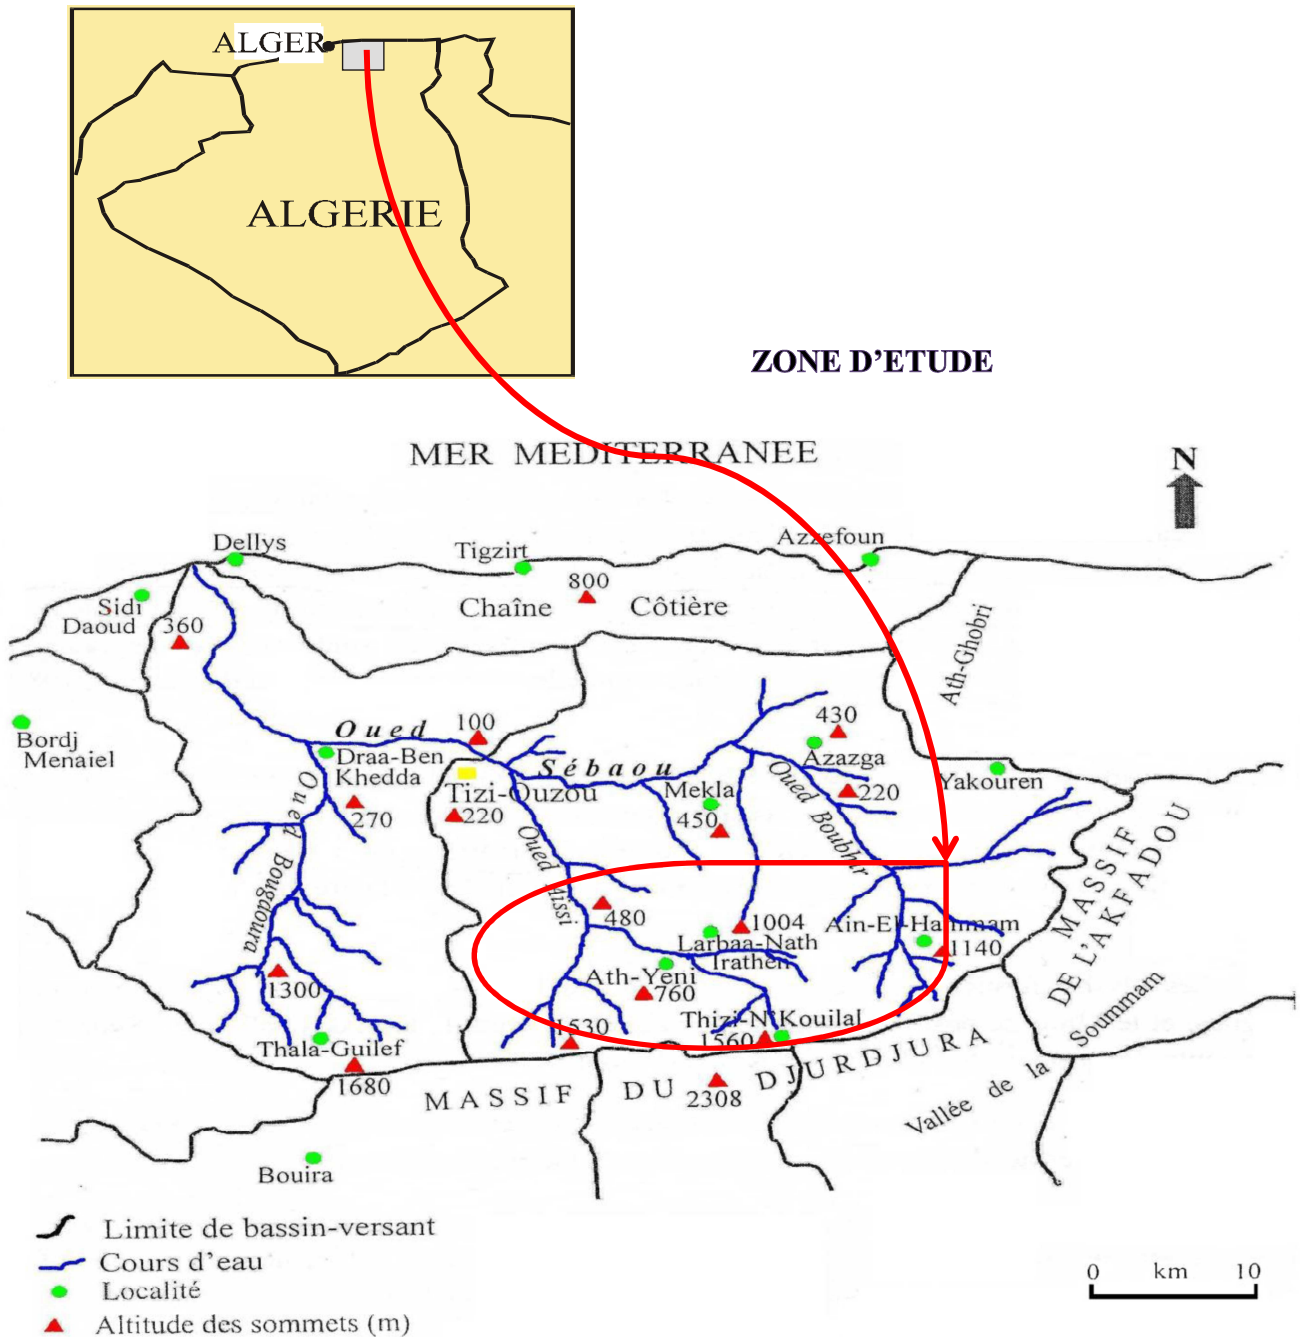 ALGER
ALGERIE
ZONE D'ETUDE
MER MEDITERRANEE
N
Dellys
Tigzirt
Azzefoun
800
Sidi
Daoud
360
Chaîne Côtière
Ath-Ghobri
Bordj
Menaiel
Oued
100
430
Draa-Ben
Khedda
Sébaou
Azazga
Yakouren
Tizi-Ouzou
Mekla
220
270
220
450
Oued Bougdoura
Oued Aissi
Oued Boubhir
MASSIF
DE L'AKFADOU
480
1004
Ain-El-Hammam
1140
Larbaa-Nath
Irathen
Ath-Yeni
760
1300
Thizi-N'Kouilal
1530
1560
Thala-Guilef
1680
MASSIF DU DJURDJURA
2308
Vallée de la Soummam
Bouira
Limite de bassin-versant
Cours d'eau
Localité
Altitude des sommets (m)
0 km 10